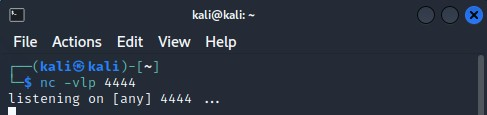 kali@kali: ~
File Actions Edit View Help
┌──(kali㉿kali)-[~]
└─$ nc -vlp 4444
listening on [any] 4444 ...